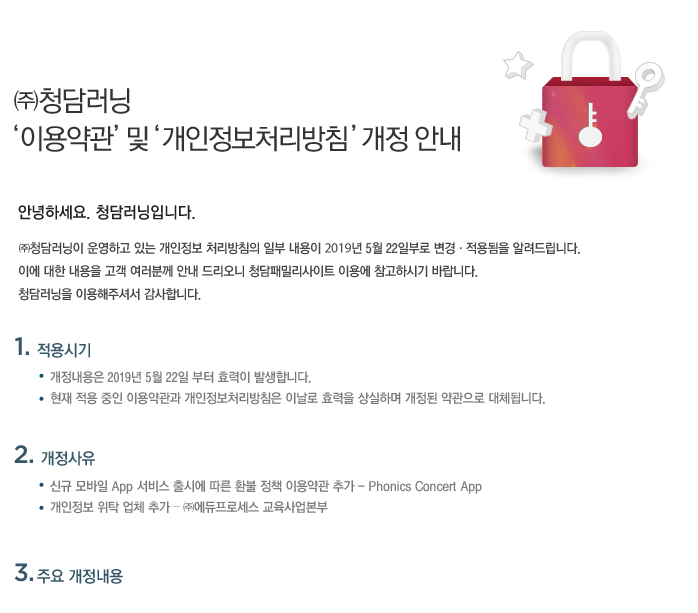 ㈜청담러닝
‘이용약관’ 및 ‘개인정보처리방침’ 개정 안내
안녕하세요. 청담러닝입니다.
㈜청담러닝이 운영하고 있는 개인정보 처리방침의 일부 내용이 2019년 5월 22일부로 변경 · 적용됨을 알려드립니다.
이에 대한 내용을 고객 여러분께 안내 드리오니 청담패밀리사이트 이용에 참고하시기 바랍니다.
청담러닝을 이용해주셔서 감사합니다.
1. 적용시기
• 개정내용은 2019년 5월 22일 부터 효력이 발생합니다.
• 현재 적용 중인 이용약관과 개인정보처리방침은 이날로 효력을 상실하며 개정된 약관으로 대체됩니다.
2. 개정사유
• 신규 모바일 App 서비스 출시에 따른 환불 정책 이용약관 추가 – Phonics Concert App
• 개인정보 위탁 업체 추가 – ㈜에듀프로세스 교육사업본부
3. 주요 개정내용